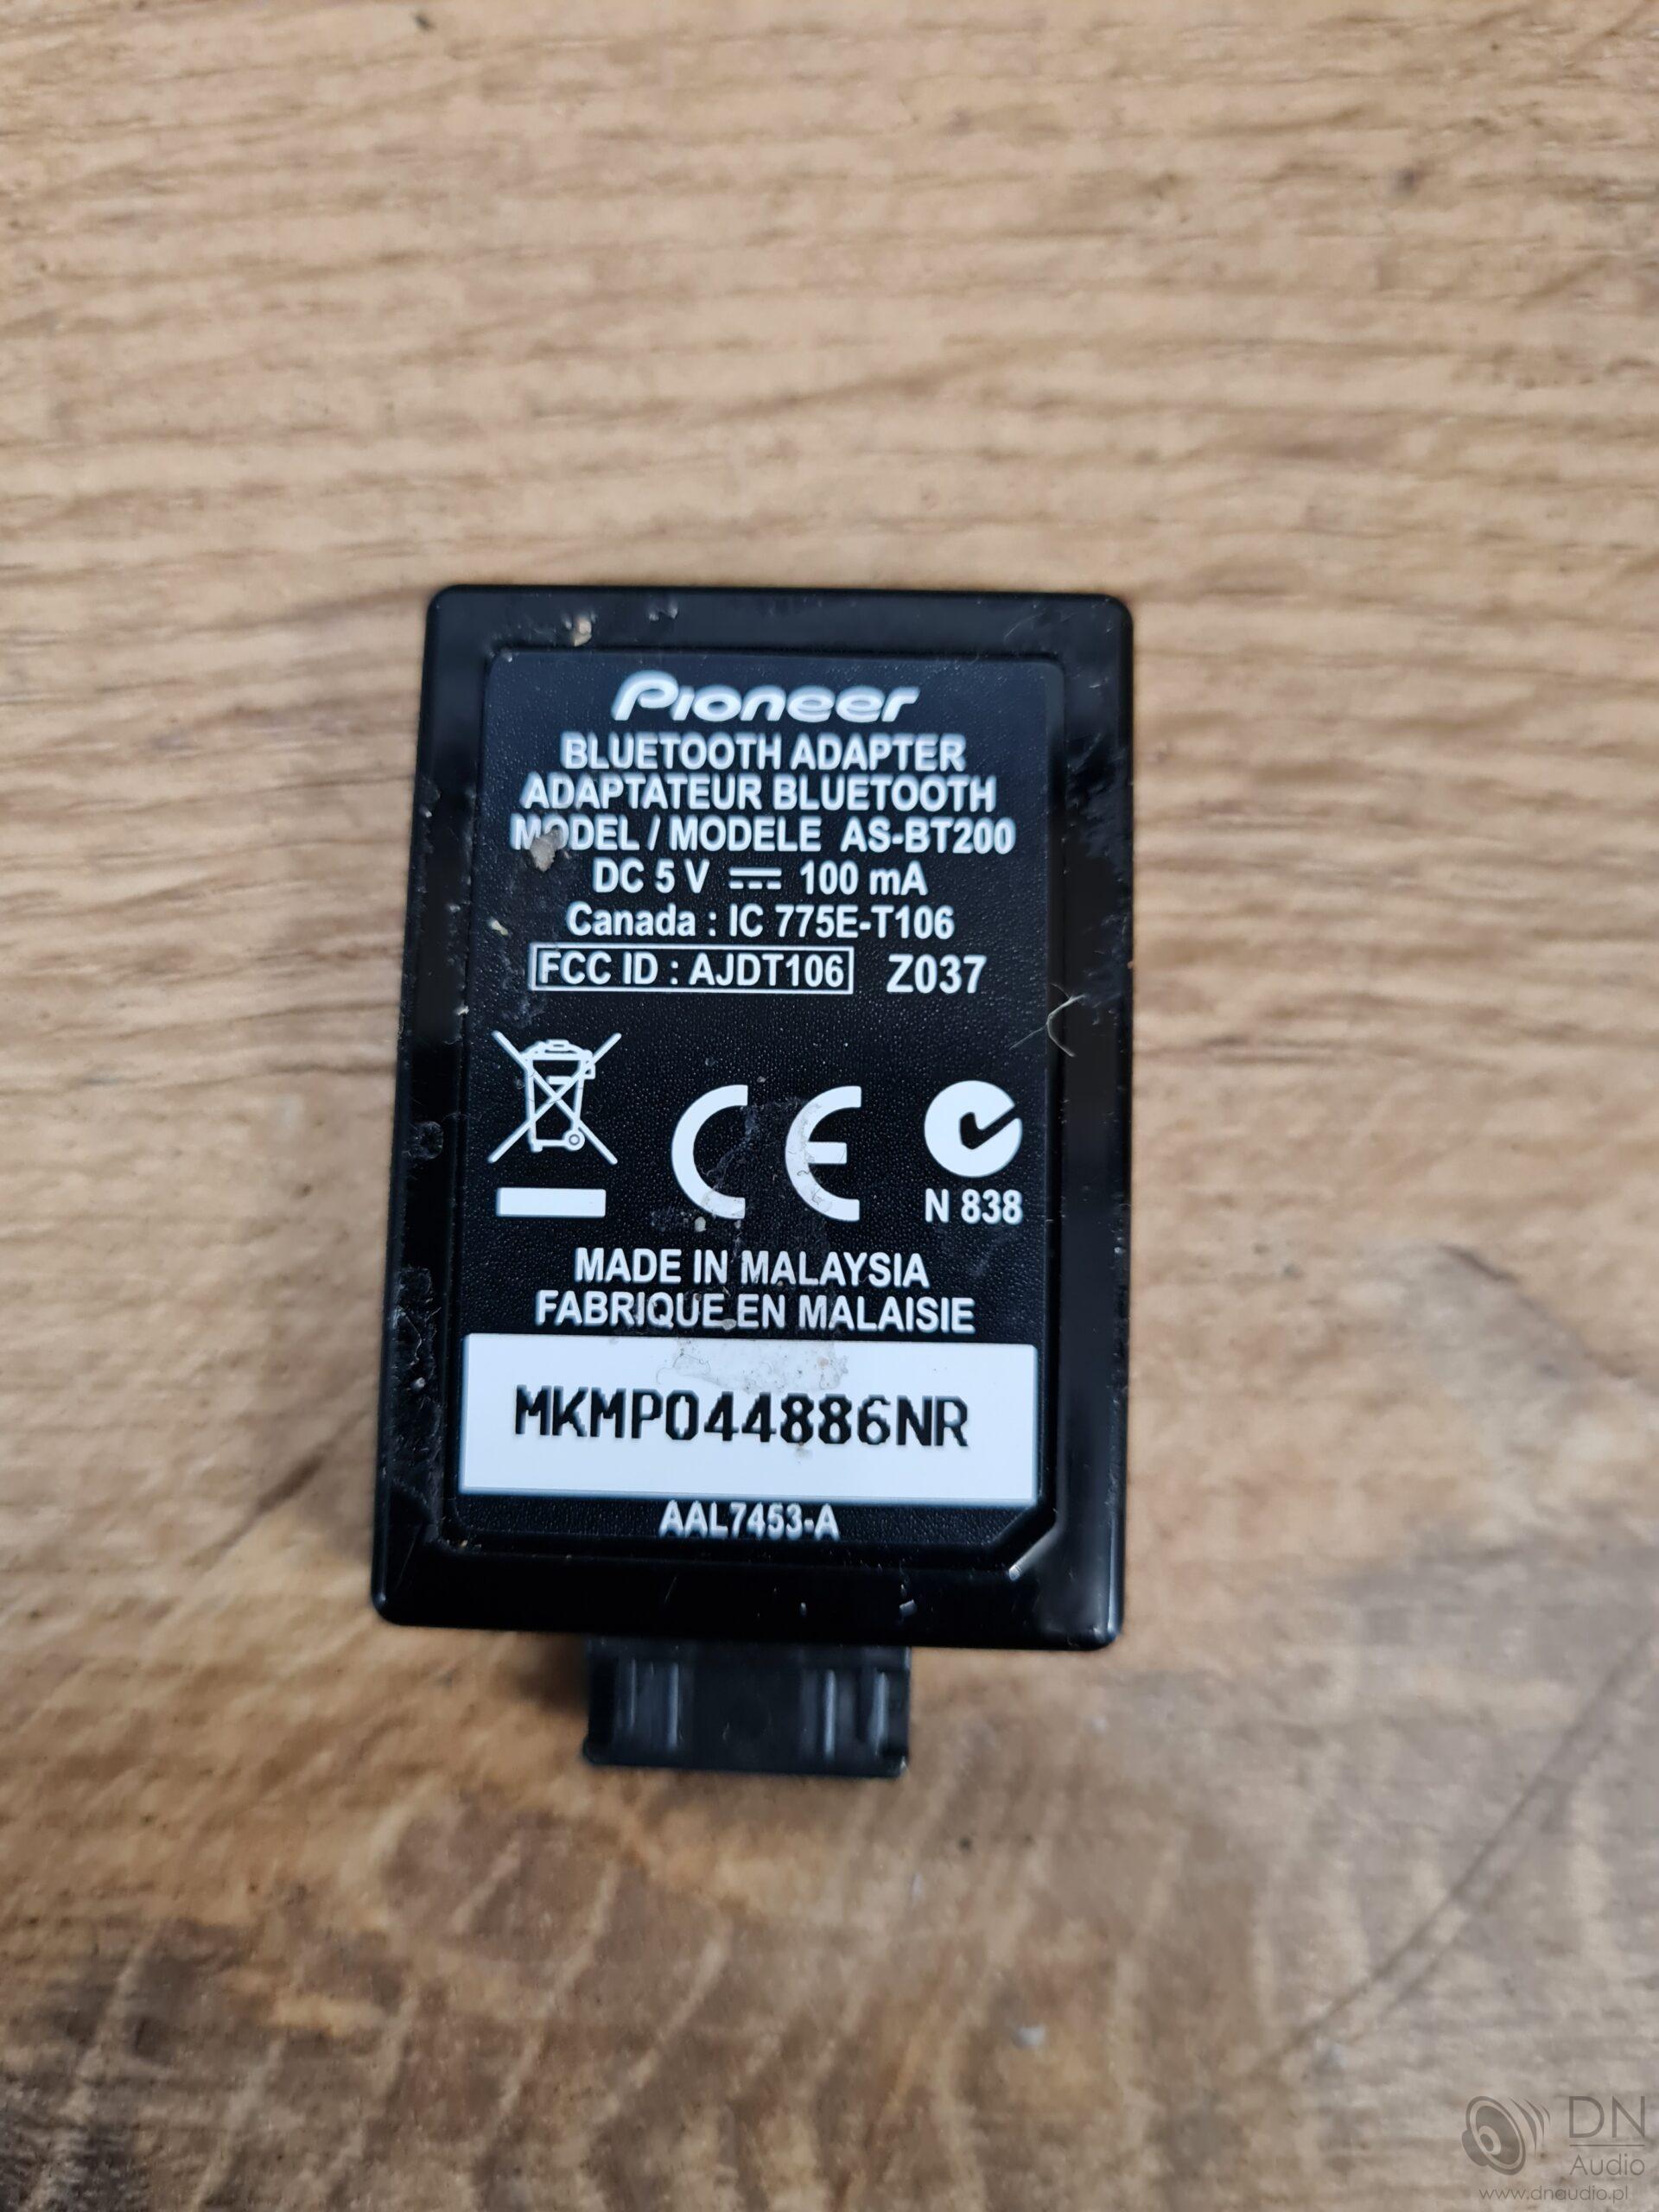 Pioneer
BLUETOOTH ADAPTER
ADAPTATEUR BLUETOOTH
MODEL / MODELE AS-BT200
DC 5 V ⎓ 100 mA
Canada : IC 775E-T106
FCC ID : AJDT106 Z037
CE
N 838
MADE IN MALAYSIA
FABRIQUE EN MALAISIE
MKMP044886NR
AAL7453-A
DN
Audio
www.dnaudio.pl